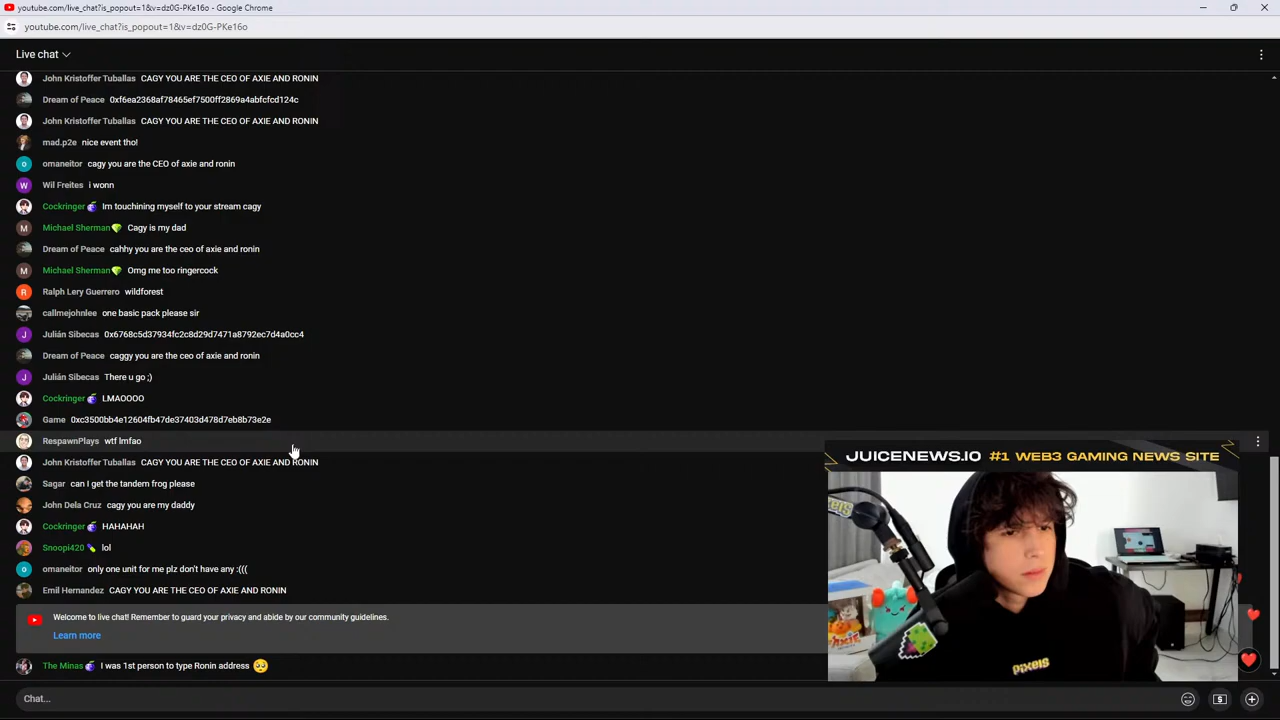 youtube.com/live_chat?is_popout=1&v=dz0G-PKe16o - Google Chrome
youtube.com/live_chat?is_popout=1&v=dz0G-PKe16o
Live chat
John Kristoffer Tuballas CAGY YOU ARE THE CEO OF AXIE AND RONIN
Dream of Peace 0xf6ea2368af78465ef7500ff2869a4abfcfcd124c
John Kristoffer Tuballas CAGY YOU ARE THE CEO OF AXIE AND RONIN
mad.p2e nice event tho!
omaneitor cagy you are the CEO of axie and ronin
Wil Freites i wonn
Cockringer Im touchining myself to your stream cagy
Michael Sherman Cagy is my dad
Dream of Peace cahhy you are the ceo of axie and ronin
Michael Sherman Omg me too ringercock
Ralph Lery Guerrero wildforest
callmejohnlee one basic pack please sir
Julián Sibecas 0x6768c5d37934fc2c8d29d7471a8792ec7d4a0cc4
Dream of Peace caggy you are the ceo of axie and ronin
Julián Sibecas There u go ;)
Cockringer LMAOOOO
Game 0xc3500bb4e12604fb47de37403d478d7eb8b73e2e
RespawnPlays wtf lmfao
John Kristoffer Tuballas CAGY YOU ARE THE CEO OF AXIE AND RONIN
Sagar can I get the tandem frog please
John Dela Cruz cagy you are my daddy
Cockringer HAHAHAH
Snoopi420 lol
omaneitor only one unit for me plz don't have any :(((
Emil Hernandez CAGY YOU ARE THE CEO OF AXIE AND RONIN
Welcome to live chat! Remember to guard your privacy and abide by our community guidelines.
Learn more
The Minas I was 1st person to type Ronin address 🥺
Chat...
JUICENEWS.IO #1 WEB3 GAMING NEWS SITE
PIXELS